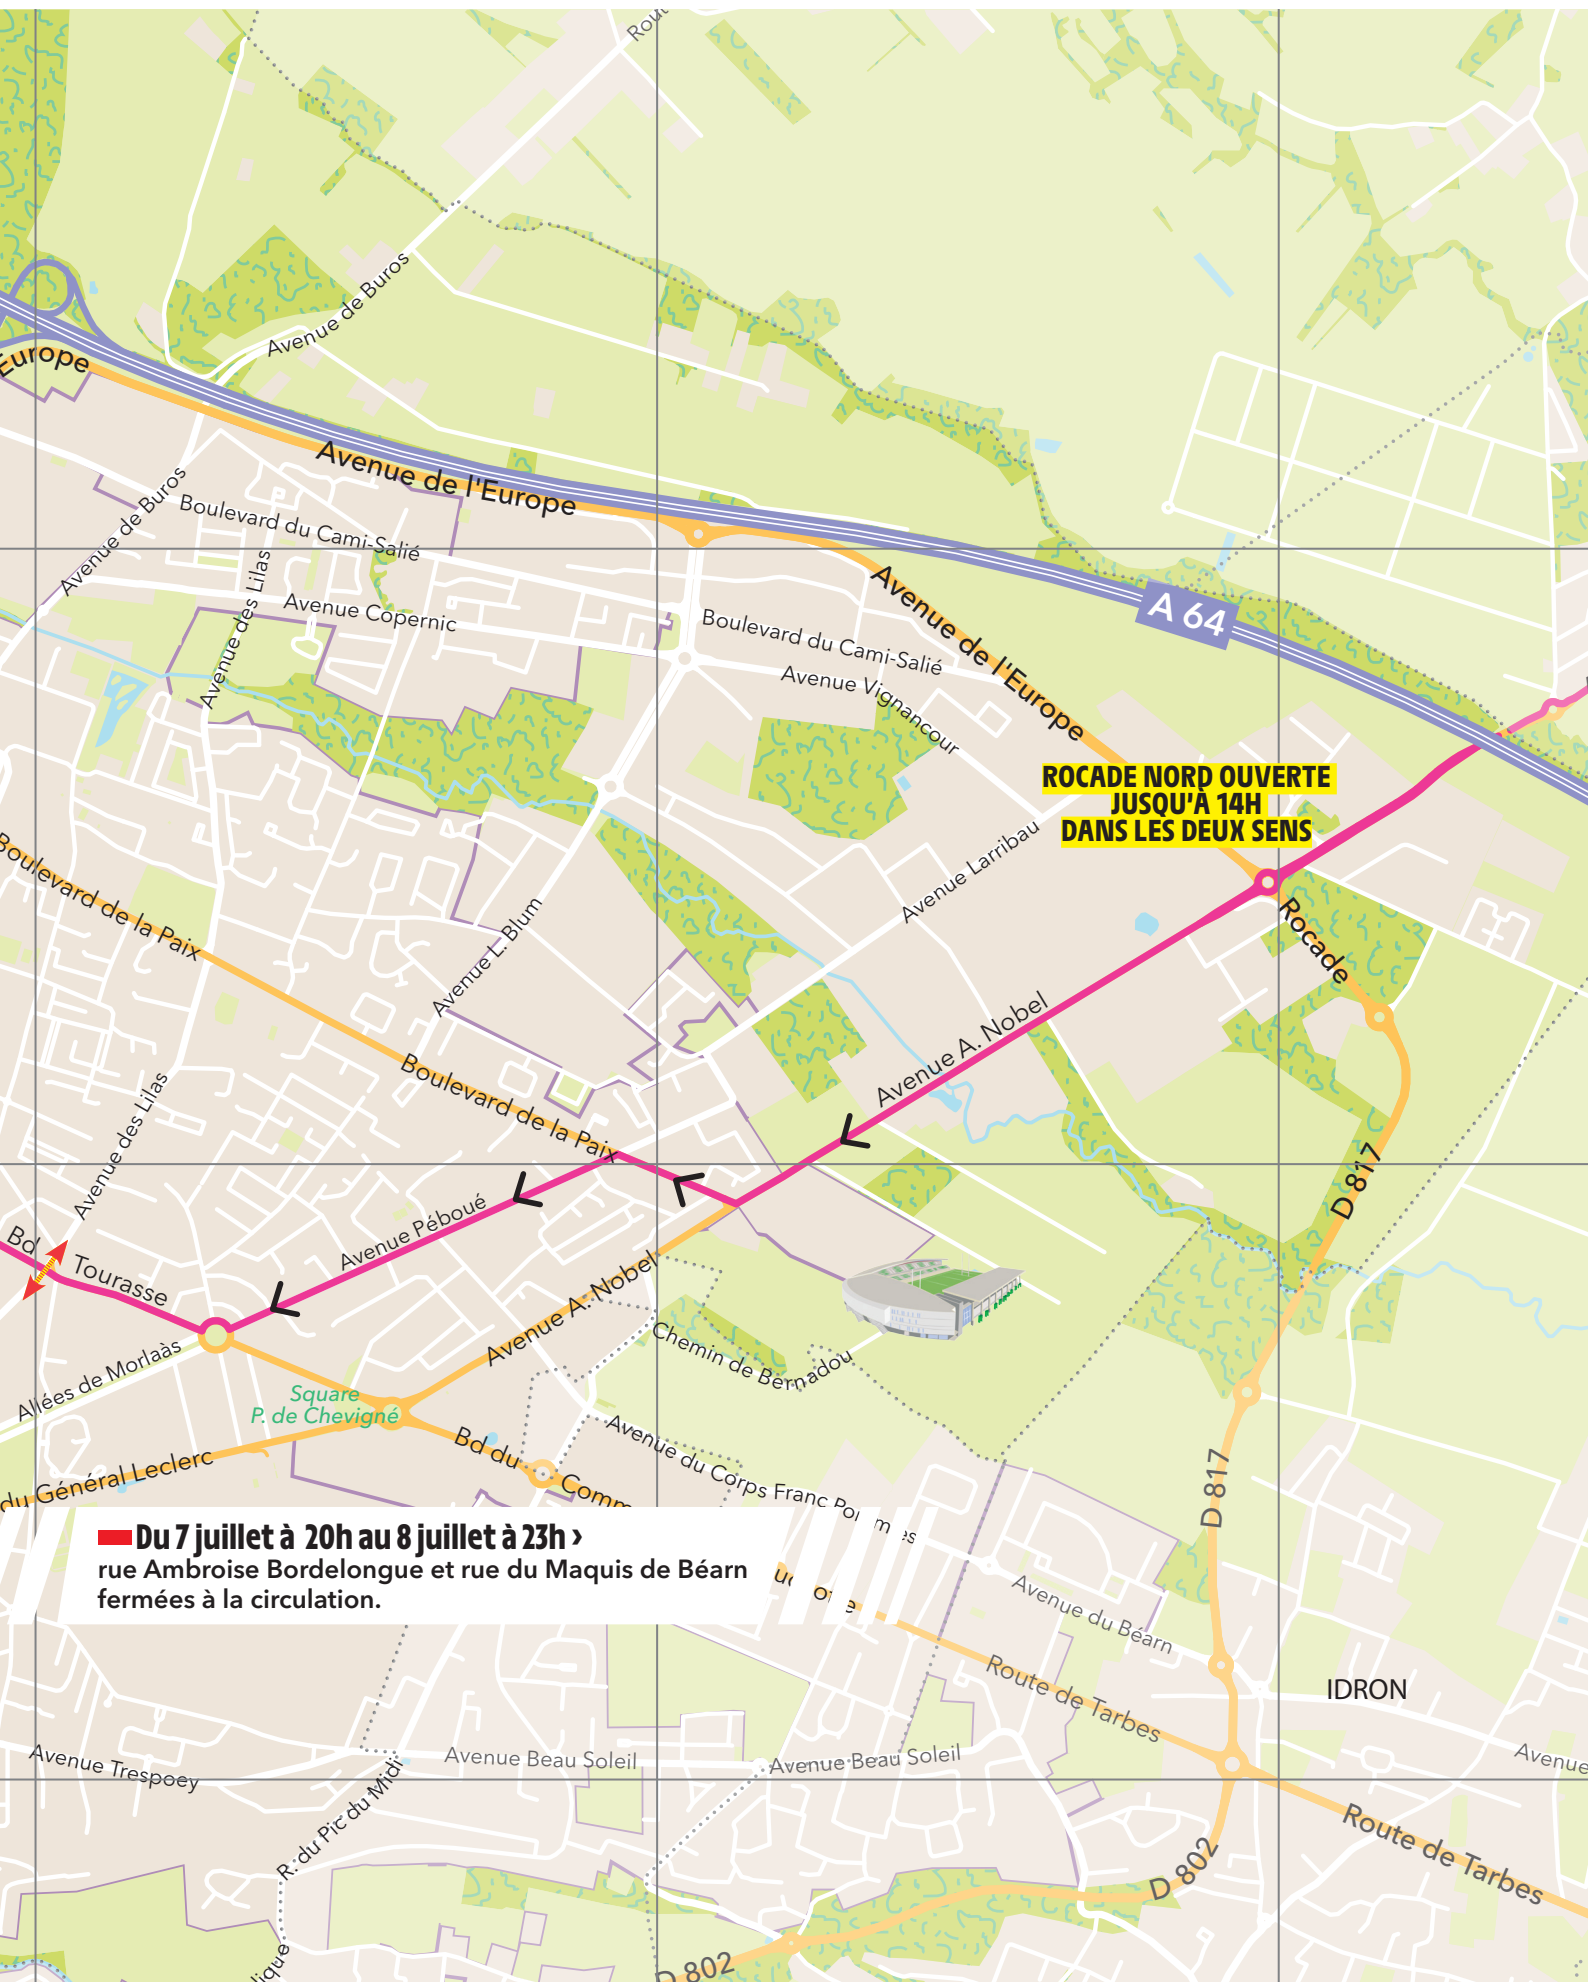 Rout
Avenue de Buros
Europe
Avenue de l'Europe
Avenue de Buros
Boulevard du Cami-Salié
Avenue des Lilas
Avenue Copernic
Avenue de l'Europe
A 64
Boulevard du Cami-Salié
Avenue Vignancour
ROCADE NORD OUVERTE
JUSQU'À 14H
DANS LES DEUX SENS
Avenue Larribau
Boulevard de la Paix
Avenue L. Blum
Rocade
Avenue A. Nobel
Boulevard de la Paix
Avenue des Lilas
D 817
Avenue Péboué
Bd Tourasse
Avenue A. Nobel
Chemin de Bernadou
Allées de Morlaàs
Square
P. de Chevigné
Bd du Comm
Avenue du Corps Franc Pommiès
du Général Leclerc
D 817
Du 7 juillet à 20h au 8 juillet à 23h ›
rue Ambroise Bordelongue et rue du Maquis de Béarn
fermées à la circulation.
Avenue du Béarn
Route de Tarbes
IDRON
Avenue Trespoey
Avenue Beau Soleil
Avenue Beau Soleil
Avenue
R. du Pic du Midi
Route de Tarbes
D 802
lique
D 802